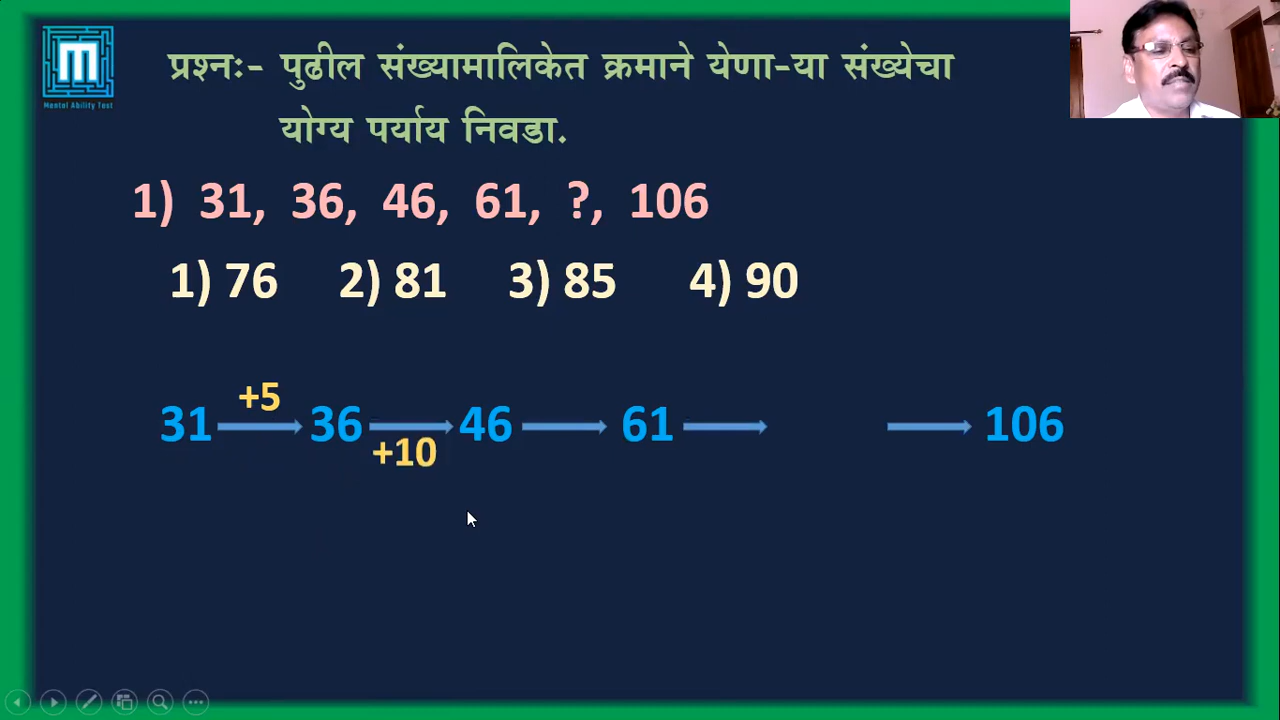 Mental Ability Test
प्रश्नः- पुढील संख्यामालिकेत क्रमाने येणा-या संख्येचा
योग्य पर्याय निवडा.
1) 31, 36, 46, 61, ?, 106
1) 76 2) 81 3) 85 4) 90
+5
31 36 46 61 106
+10